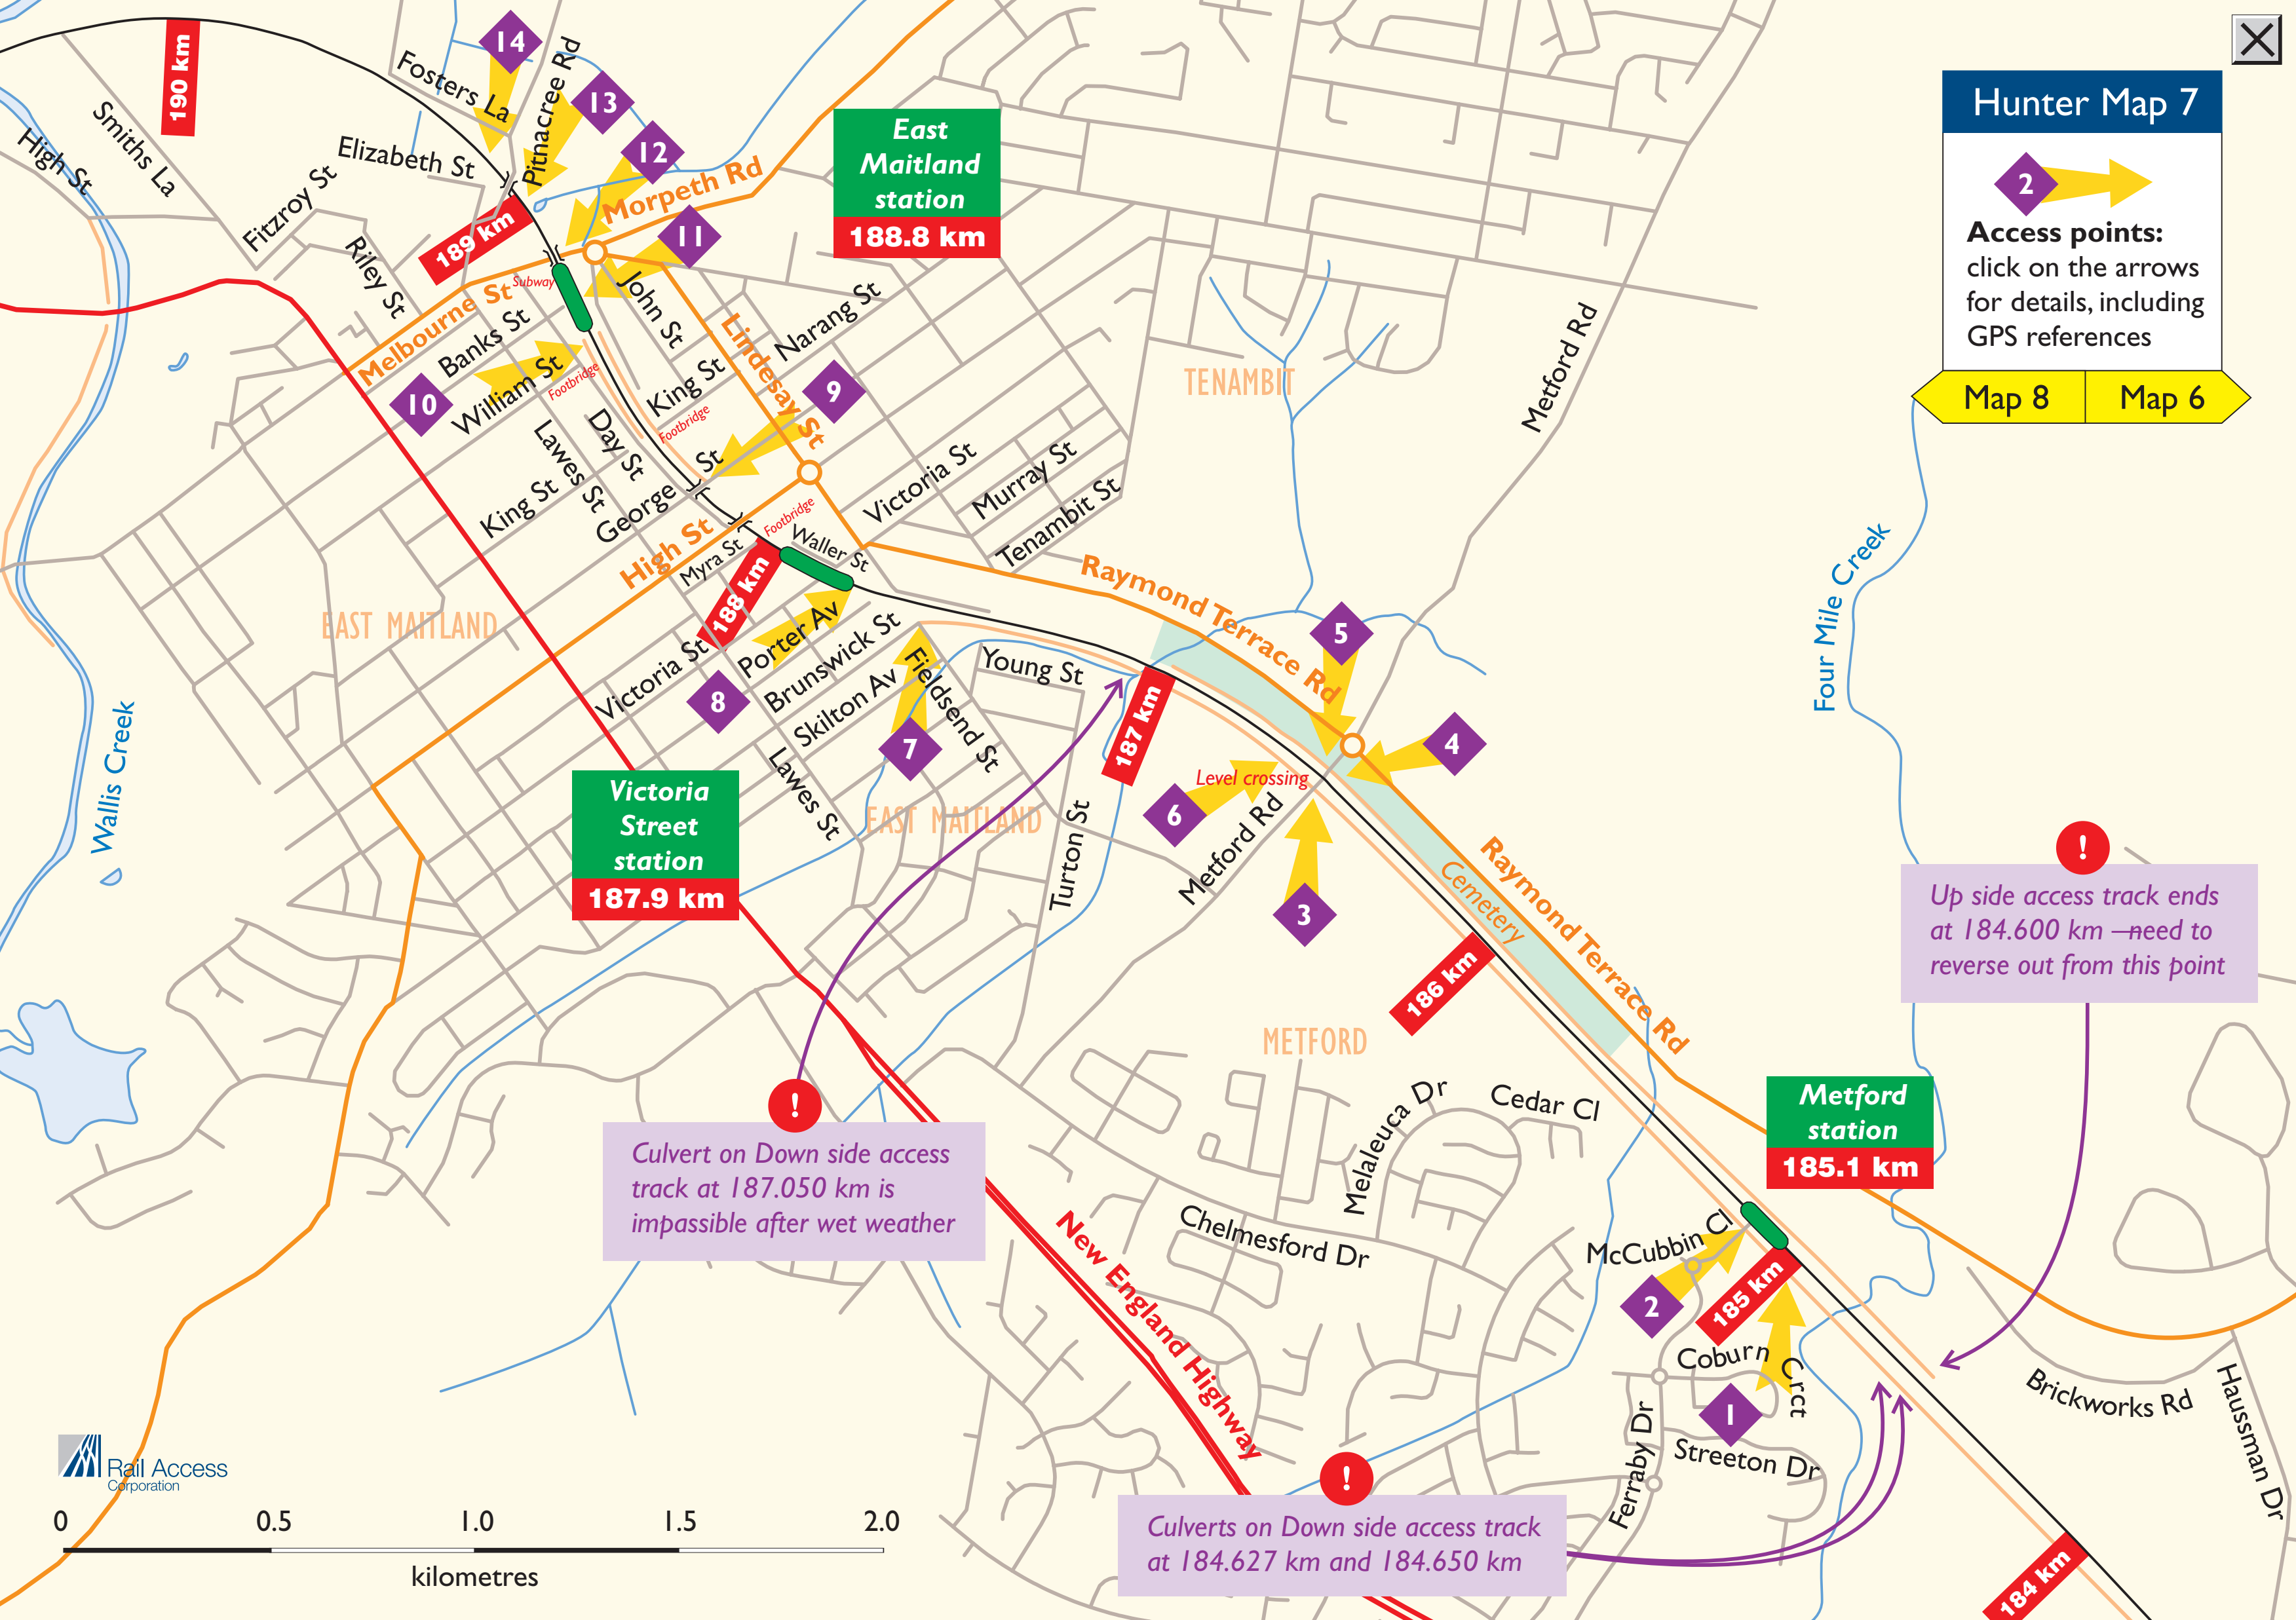 190 km
14
Fosters La
Pitnacree Rd
13
12
Smiths La
High St
Elizabeth St
Fitzroy St
Riley St
189 km
Morpeth Rd
11
East
Maitland
station
188.8 km
Hunter Map 7
2
Access points:
click on the arrows
for details, including
GPS references
Map 8
Map 6
Subway
Melbourne St
Banks St
William St
10
Footbridge
John St
Lindesay St
Narang St
King St
Footbridge
9
TENAMBIT
Metford Rd
Day St
Lawes St
King St
George St
High St
Myra St
Footbridge
Waller St
Victoria St
Murray St
Tenambit St
188 km
EAST MAITLAND
Raymond Terrace Rd
Four Mile Creek
5
Porter Av
Victoria St
8
Brunswick St
Skilton Av
Fieldsend St
Young St
7
Lawes St
187 km
4
Level crossing
6
Metford Rd
3
Wallis Creek
Victoria
Street
station
187.9 km
EAST MAITLAND
Turton St
Cemetery
Raymond Terrace Rd
186 km
!
Up side access track ends
at 184.600 km —need to
reverse out from this point
METFORD
!
Culvert on Down side access
track at 187.050 km is
impassible after wet weather
Melaleuca Dr
Cedar Cl
Metford
station
185.1 km
Chelmesford Dr
McCubbin Cl
2
185 km
New England Highway
Coburn Crct
1
Ferraby Dr
Streeton Dr
Brickworks Rd
Haussman Dr
!
Culverts on Down side access track
at 184.627 km and 184.650 km
184 km
Rail Access
Corporation
0 0.5 1.0 1.5 2.0
kilometres